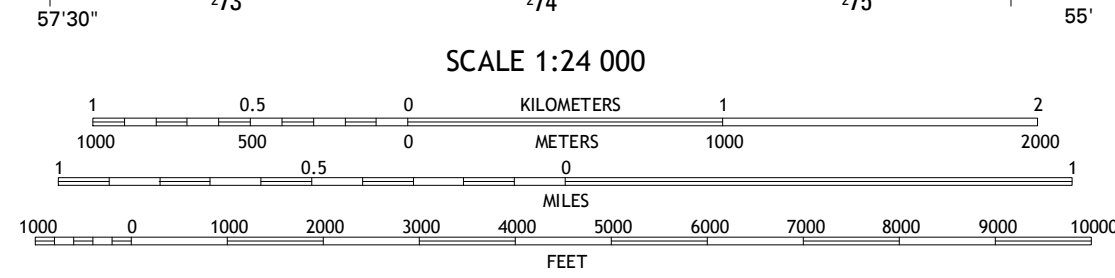 ²73 ²74 ²75
57'30" 55'
SCALE 1:24 000
1 0.5 0 KILOMETERS 1 2
1000 500 0 METERS 1000 2000
1 0.5 0 1
MILES
1000 0 1000 2000 3000 4000 5000 6000 7000 8000 9000 10000
FEET